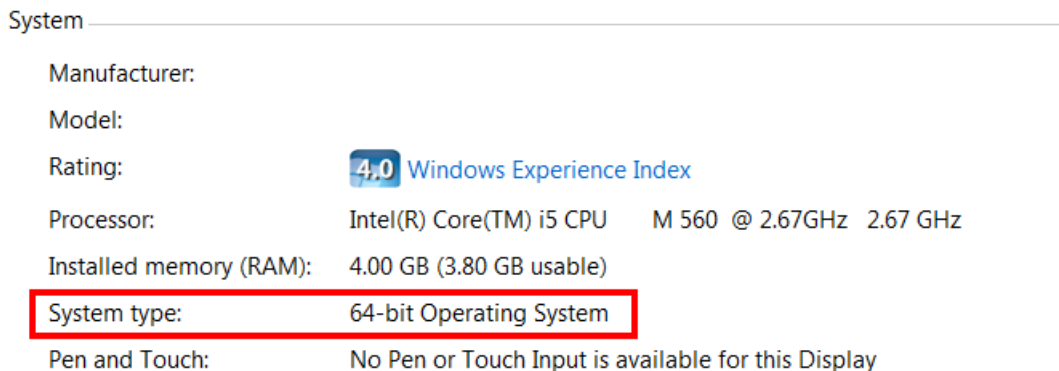 System
Manufacturer:
Model:
Rating: 4.0 Windows Experience Index
Processor: Intel(R) Core(TM) i5 CPU M 560 @ 2.67GHz 2.67 GHz
Installed memory (RAM): 4.00 GB (3.80 GB usable)
System type: 64-bit Operating System
Pen and Touch: No Pen or Touch Input is available for this Display